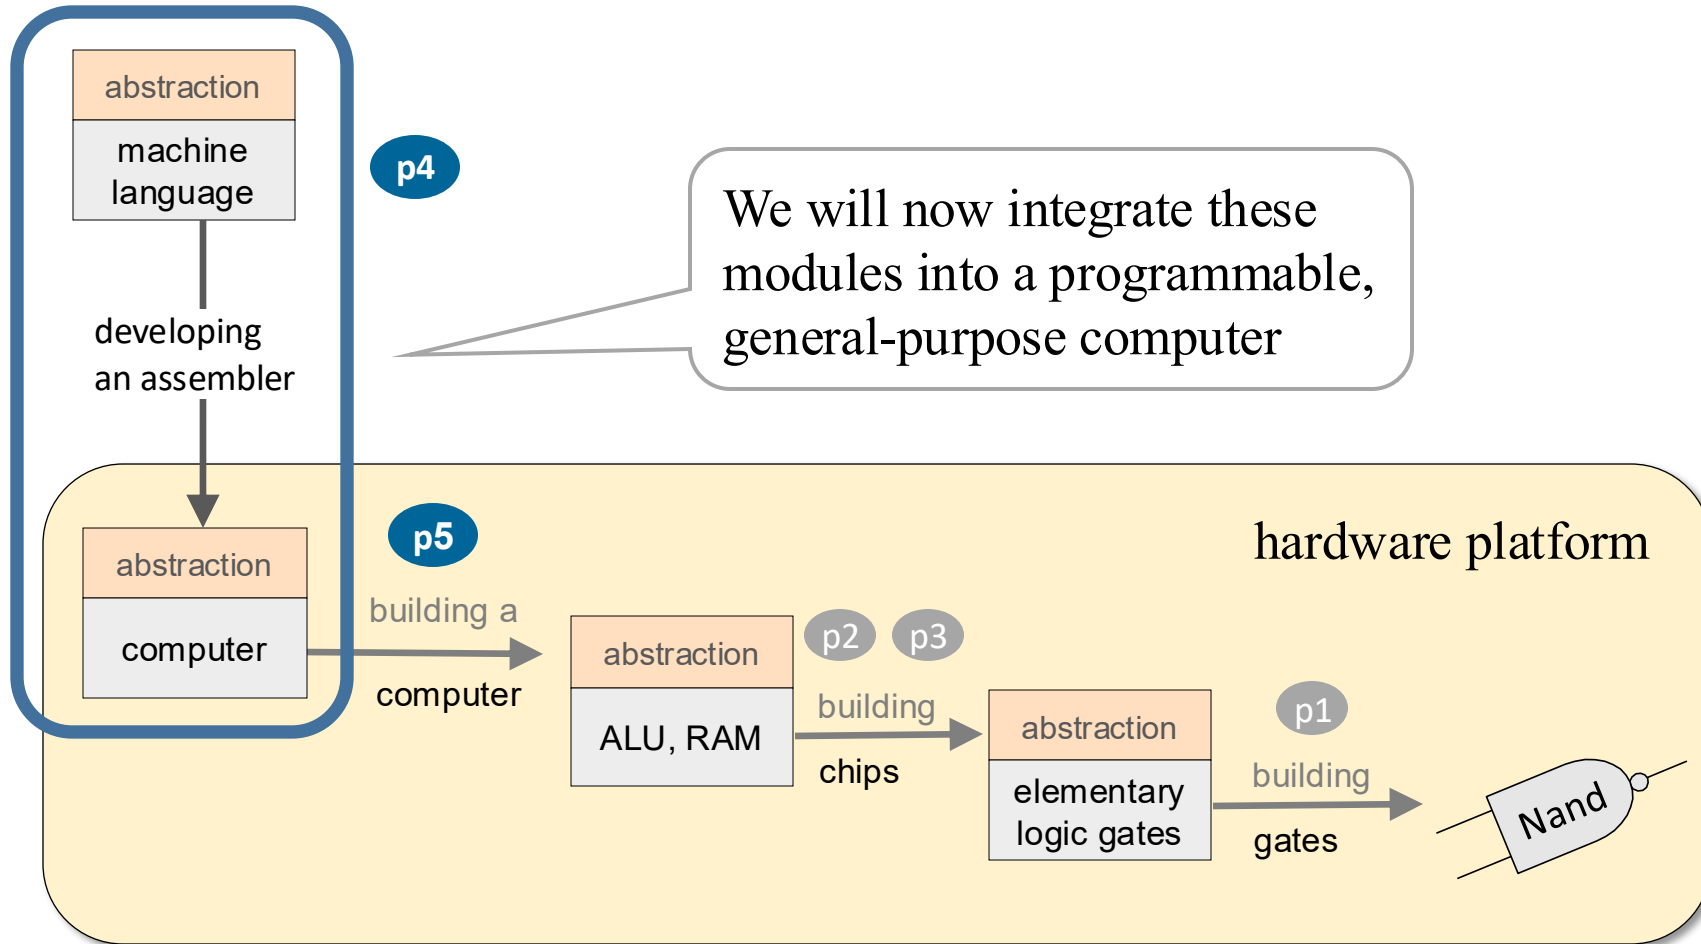 abstraction
machine
language
p4
We will now integrate these
modules into a programmable,
general-purpose computer
developing
an assembler
hardware platform
abstraction
computer
p5
building a
computer
abstraction
ALU, RAM
p2
p3
building
chips
abstraction
elementary
logic gates
p1
building
gates
Nand